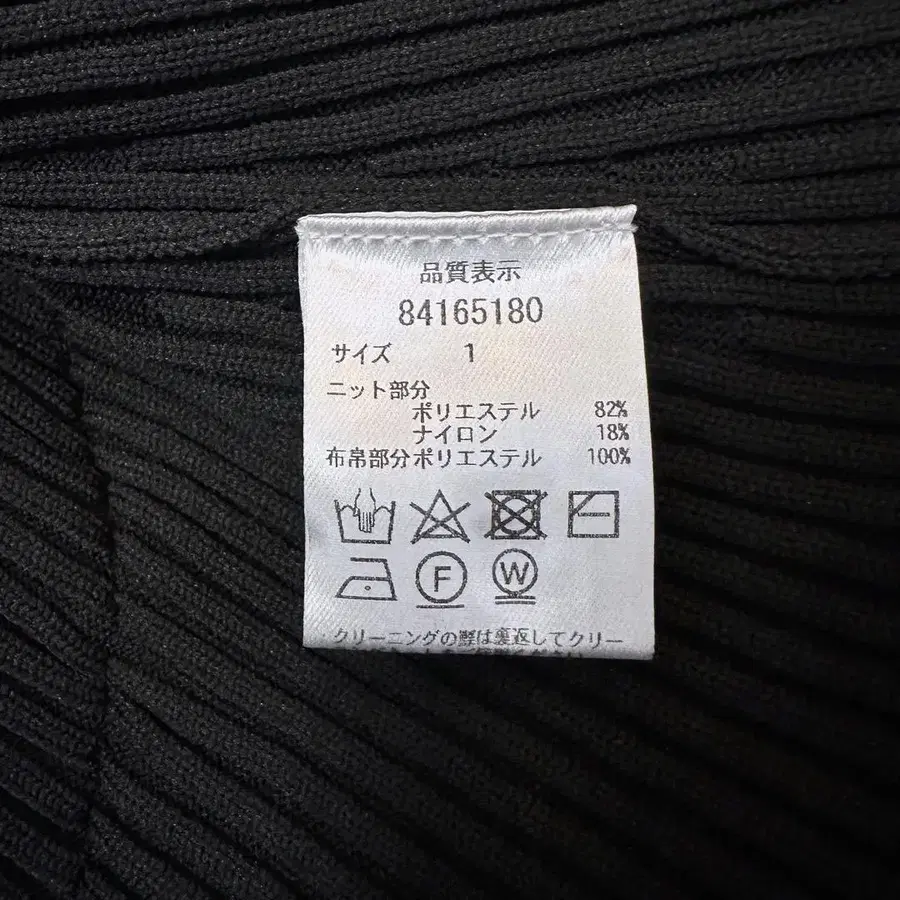 品質表示
84165180
サイズ 1
ニット部分
ポリエステル 82%
ナイロン 18%
布帛部分ポリエステル 100%
F
W
クリーニングの際は裏返してクリー